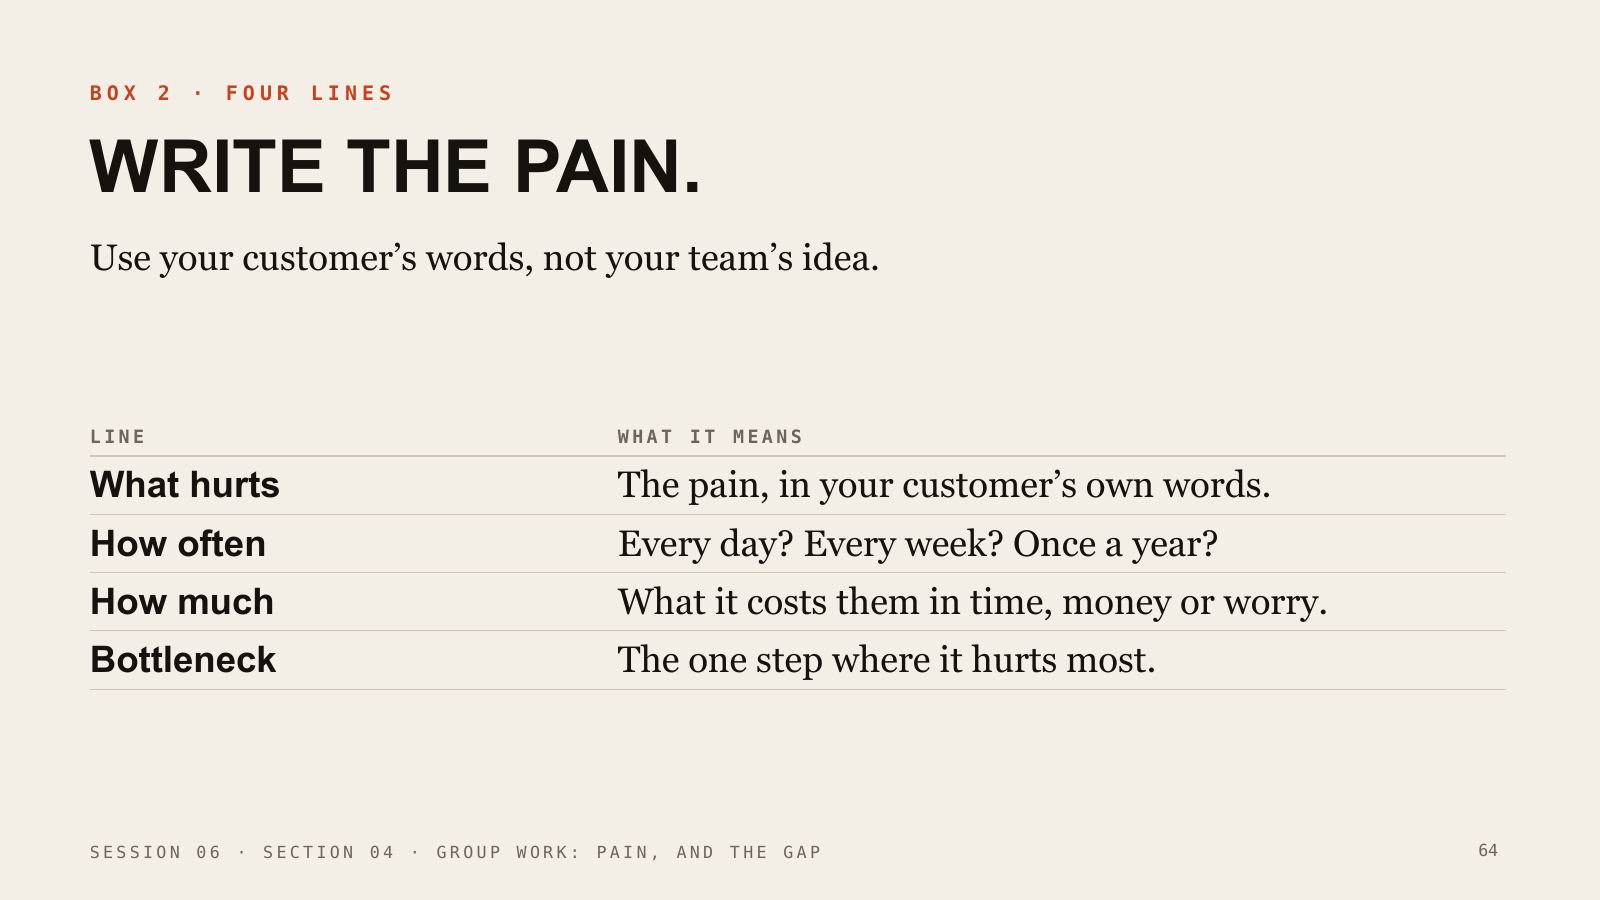 BOX 2 · FOUR LINES
WRITE THE PAIN.
Use your customer’s words, not your team’s idea.
LINE WHAT IT MEANS
What hurts The pain, in your customer’s own words.
How often Every day? Every week? Once a year?
How much What it costs them in time, money or worry.
Bottleneck The one step where it hurts most.
SESSION 06 · SECTION 04 · GROUP WORK: PAIN, AND THE GAP 64